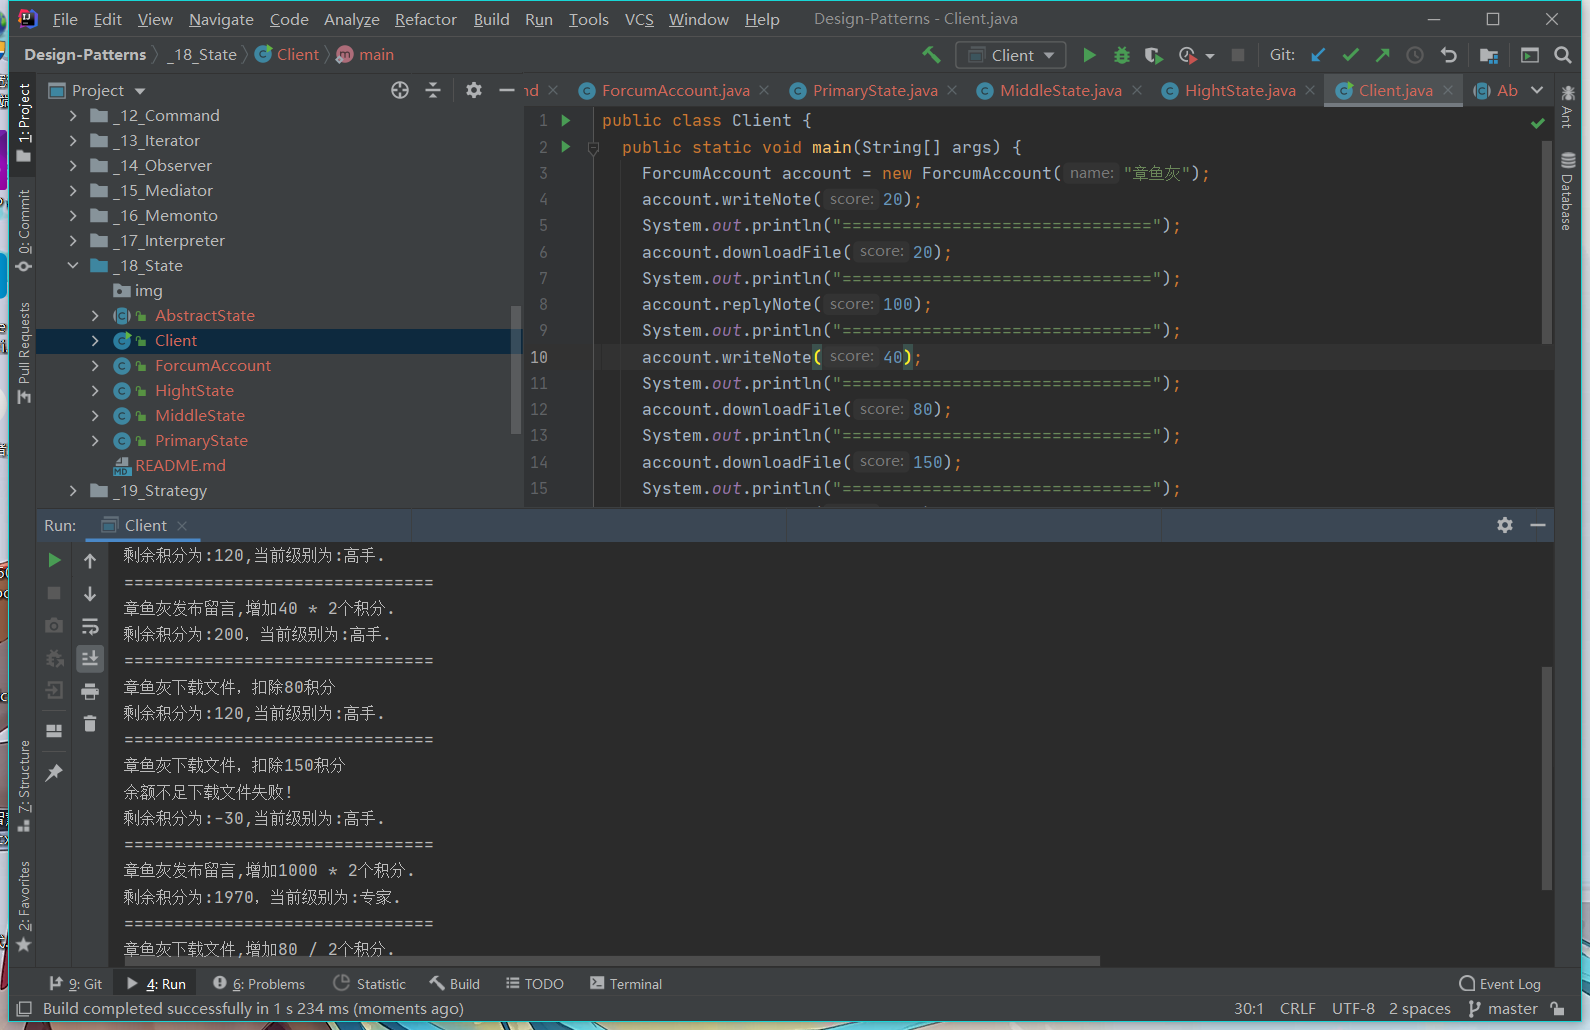 File Edit View Navigate Code Analyze Refactor Build Run Tools VCS Window Help Design-Patterns - Client.java
Design-Patterns _18_State Client main Client Git:
Project
ForcumAccount.java PrimaryState.java MiddleState.java HightState.java Client.java Ab
_12_Command
_13_Iterator
_14_Observer
_15_Mediator
_16_Memonto
_17_Interpreter
_18_State
img
AbstractState
Client
ForcumAccount
HightState
MiddleState
PrimaryState
README.md
_19_Strategy
1 public class Client {
2 public static void main(String[] args) {
3 ForcumAccount account = new ForcumAccount( name: "章鱼灰");
4 account.writeNote( score: 20);
5 System.out.println("===============================");
6 account.downloadFile( score: 20);
7 System.out.println("===============================");
8 account.replyNote( score: 100);
9 System.out.println("===============================");
10 account.writeNote( score: 40);
11 System.out.println("===============================");
12 account.downloadFile( score: 80);
13 System.out.println("===============================");
14 account.downloadFile( score: 150);
15 System.out.println("===============================");
1: Project
0: Commit
Pull Requests
7: Structure
2: Favorites
Ant
Database
Run: Client
剩余积分为:120,当前级别为:高手.
===============================
章鱼灰发布留言,增加40 * 2个积分.
剩余积分为:200, 当前级别为:高手.
===============================
章鱼灰下载文件, 扣除80积分
剩余积分为:120,当前级别为:高手.
===============================
章鱼灰下载文件, 扣除150积分
余额不足下载文件失败!
剩余积分为:-30,当前级别为:高手.
===============================
章鱼灰发布留言,增加1000 * 2个积分.
剩余积分为:1970, 当前级别为:专家.
===============================
章鱼灰下载文件,增加80 / 2个积分.
9: Git 4: Run 6: Problems Statistic Build TODO Terminal Event Log
Build completed successfully in 1 s 234 ms (moments ago) 30:1 CRLF UTF-8 2 spaces master